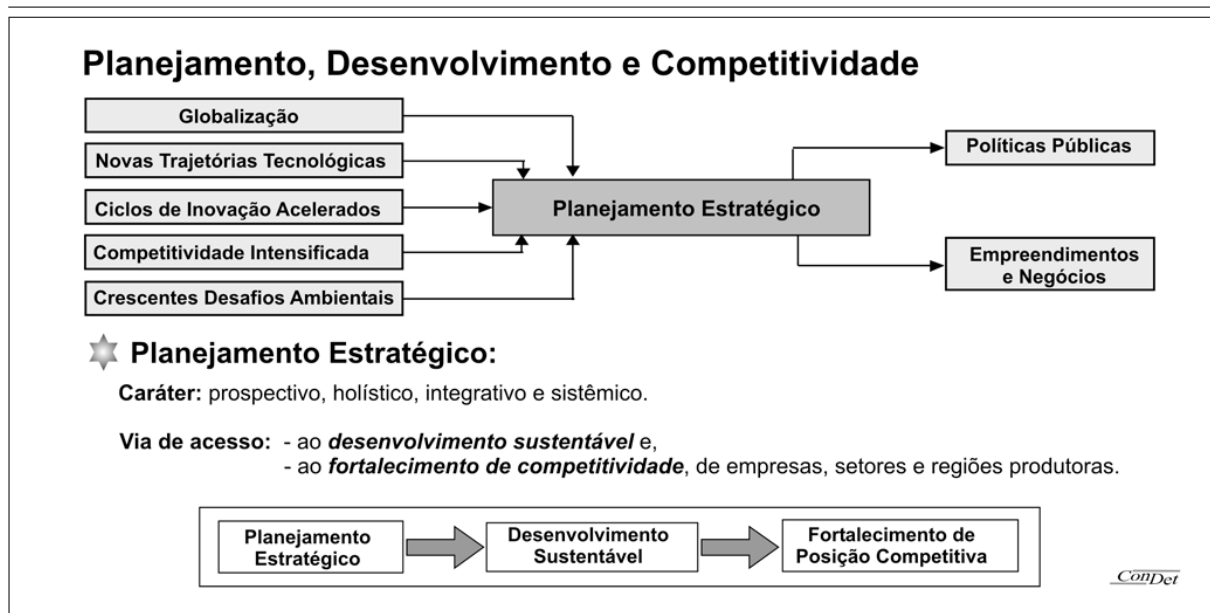 Planejamento, Desenvolvimento e Competitividade
Globalização
Novas Trajetórias Tecnológicas
Ciclos de Inovação Acelerados
Competitividade Intensificada
Crescentes Desafios Ambientais
Planejamento Estratégico
Políticas Públicas
Empreendimentos
e Negócios
Planejamento Estratégico:
Caráter: prospectivo, holístico, integrativo e sistêmico.
Via de acesso: - ao desenvolvimento sustentável e,
- ao fortalecimento de competitividade, de empresas, setores e regiões produtoras.
Planejamento
Estratégico
Desenvolvimento
Sustentável
Fortalecimento de
Posição Competitiva
ConDet